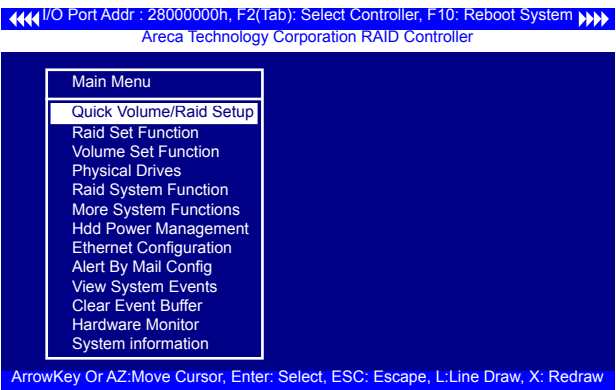 I/O Port Addr : 28000000h, F2(Tab): Select Controller, F10: Reboot System
Areca Technology Corporation RAID Controller
Main Menu
Quick Volume/Raid Setup
Raid Set Function
Volume Set Function
Physical Drives
Raid System Function
More System Functions
Hdd Power Management
Ethernet Configuration
Alert By Mail Config
View System Events
Clear Event Buffer
Hardware Monitor
System information
ArrowKey Or AZ:Move Cursor, Enter: Select, ESC: Escape, L:Line Draw, X: Redraw